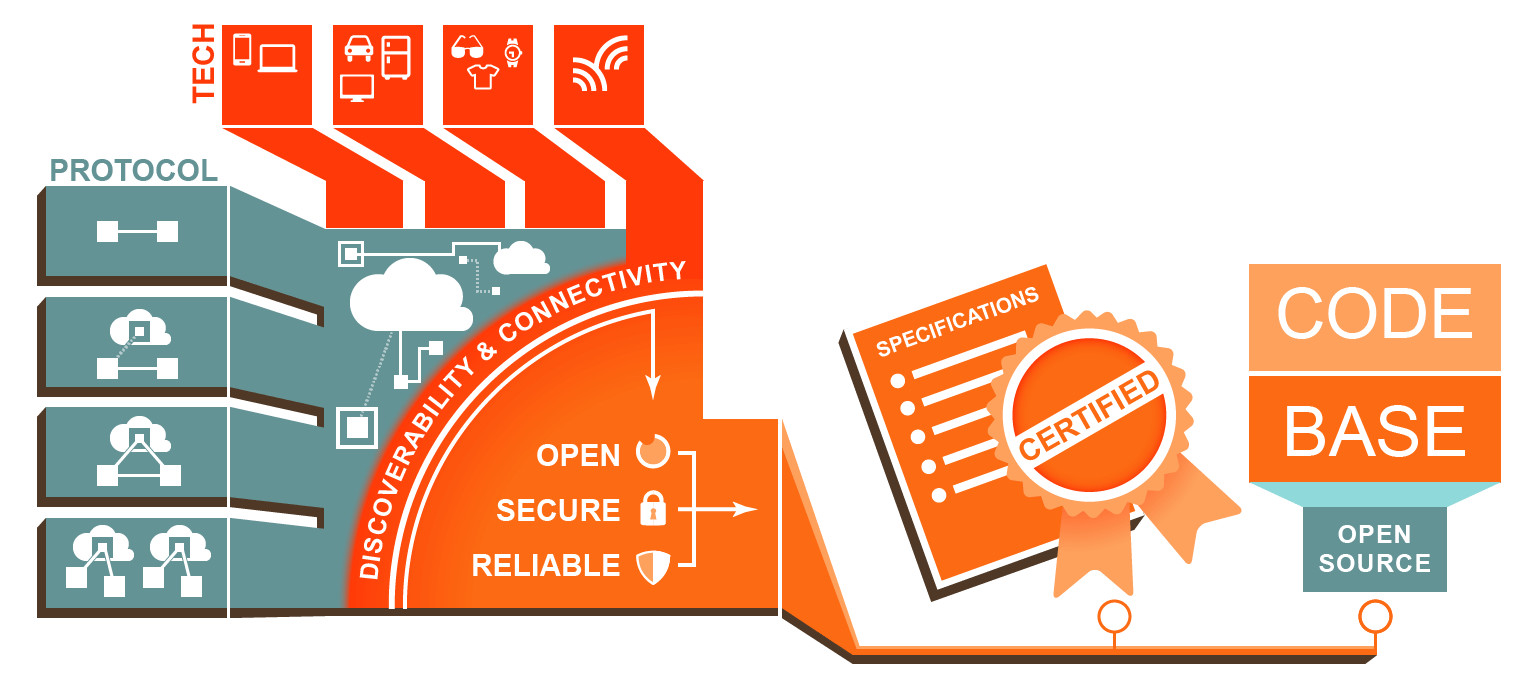 TECH
PROTOCOL
DISCOVERABILITY & CONNECTIVITY
OPEN
SECURE
RELIABLE
SPECIFICATIONS
CERTIFIED
CODE
BASE
OPEN
SOURCE